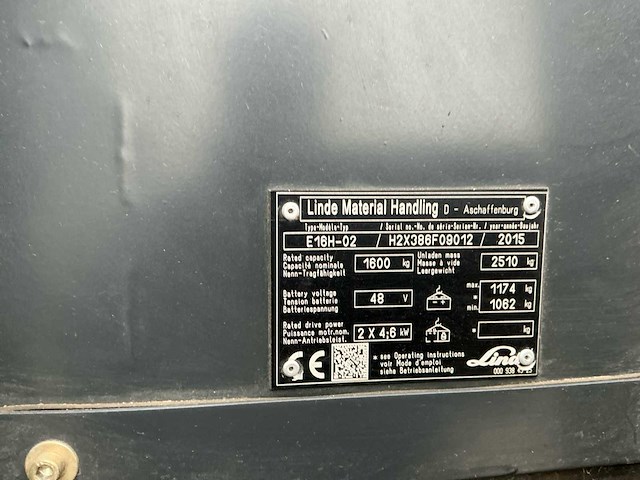 Linde Material Handling D - Aschaffenburg
Type-Modèle-Typ / Serial no.-No. de série-Serien-Nr. / year-année-Baujahr
E16H-02 / H2X386F09012 / 2015
Rated capacity
Capacité nominale 1600 kg
Nenn-Tragfähigkeit
Unladen mass
Masse à vide 2510 kg
Leergewicht
Battery voltage
Tension batterie 48 V
Batteriespannung
max. 1174 kg
min. 1062 kg
Rated drive power
Puissance motr.nom. 2 X 4,6 kW
Nenn-Antriebsleist.
* kg
CE
* see Operating instructions
voir Mode d'emploi
siehe Betriebsanleitung
Linde
000 938